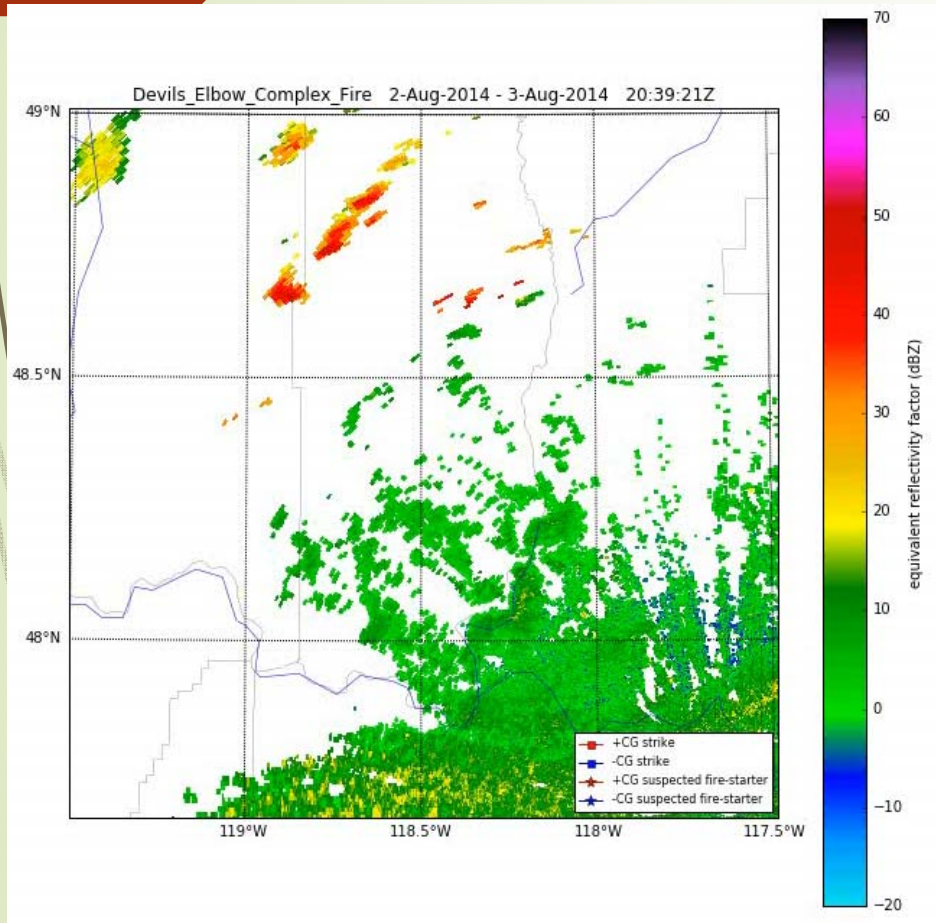 Devils_Elbow_Complex_Fire 2-Aug-2014 - 3-Aug-2014 20:39:21Z
49°N
48.5°N
48°N
119°W 118.5°W 118°W 117.5°W
+CG strike
-CG strike
+CG suspected fire-starter
-CG suspected fire-starter
70
60
50
40
30
20
10
0
−10
−20
equivalent reflectivity factor (dBZ)